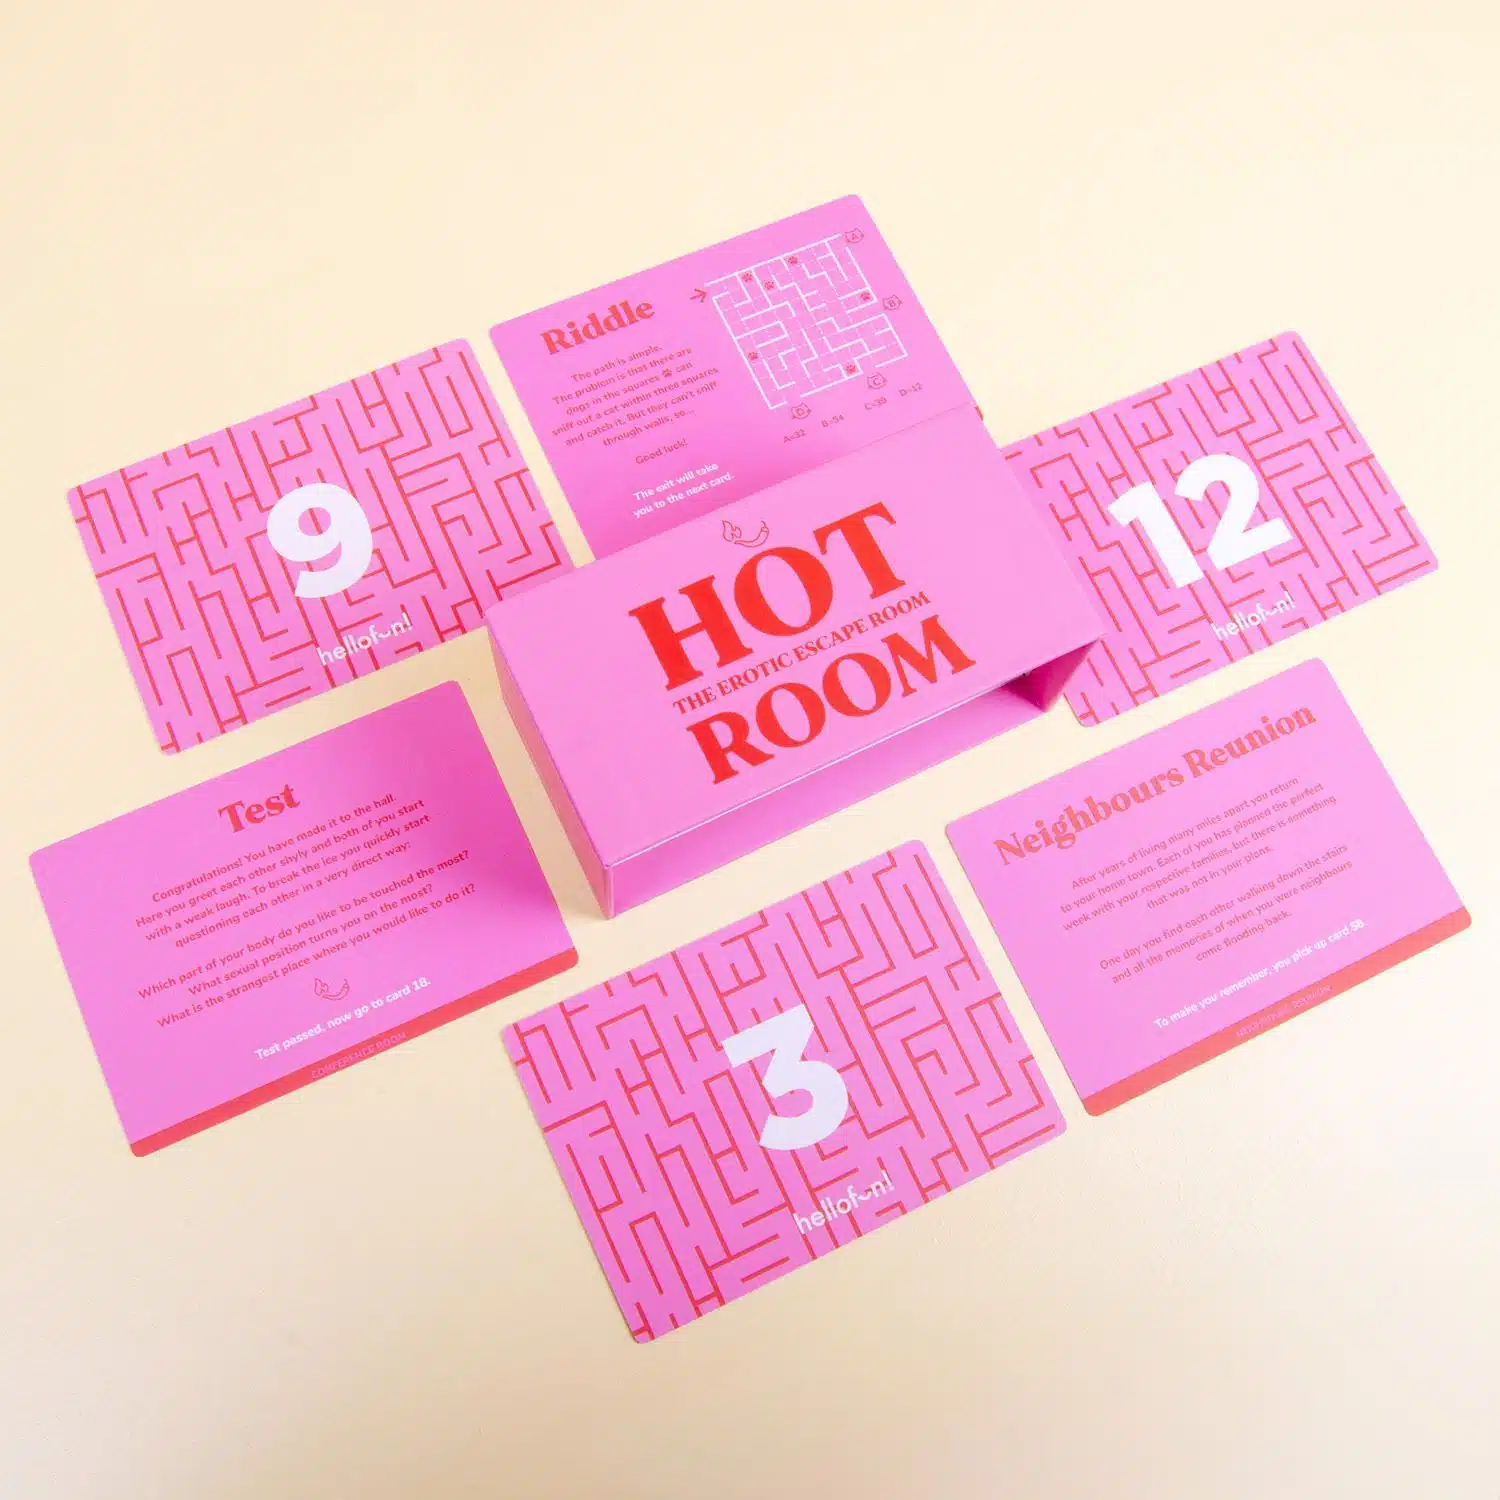 Riddle
The path is simple.
The problem is that there are
dogs in the squares can
sniff out a cat within three squares
and catch it. But they can't sniff
through walls, so...
Good luck!
The exit will take
you to the next card.
A
B
C
D
A=32 B=54 C=39 D=12
9
hellofun!
12
hellofun!
HOT
THE EROTIC ESCAPE ROOM
ROOM
Test
Congratulations! You have made it to the hall.
Here you greet each other shyly and both of you start
with a weak laugh. To break the ice you quickly start
questioning each other in a very direct way:
Which part of your body do you like to be touched the most?
What sexual position turns you on the most?
What is the strangest place where you would like to do it?
Test passed, now go to card 18.
CONFERENCE ROOM
Neighbours Reunion
After years of living many miles apart you return
to your home town. Each of you has planned the perfect
week with your respective families, but there is something
that was not in your plans.
One day you find each other walking down the stairs
and all the memories of when you were neighbours
come flooding back.
To make you remember, you pick up card 58.
NEIGHBOURS REUNION
3
hellofun!